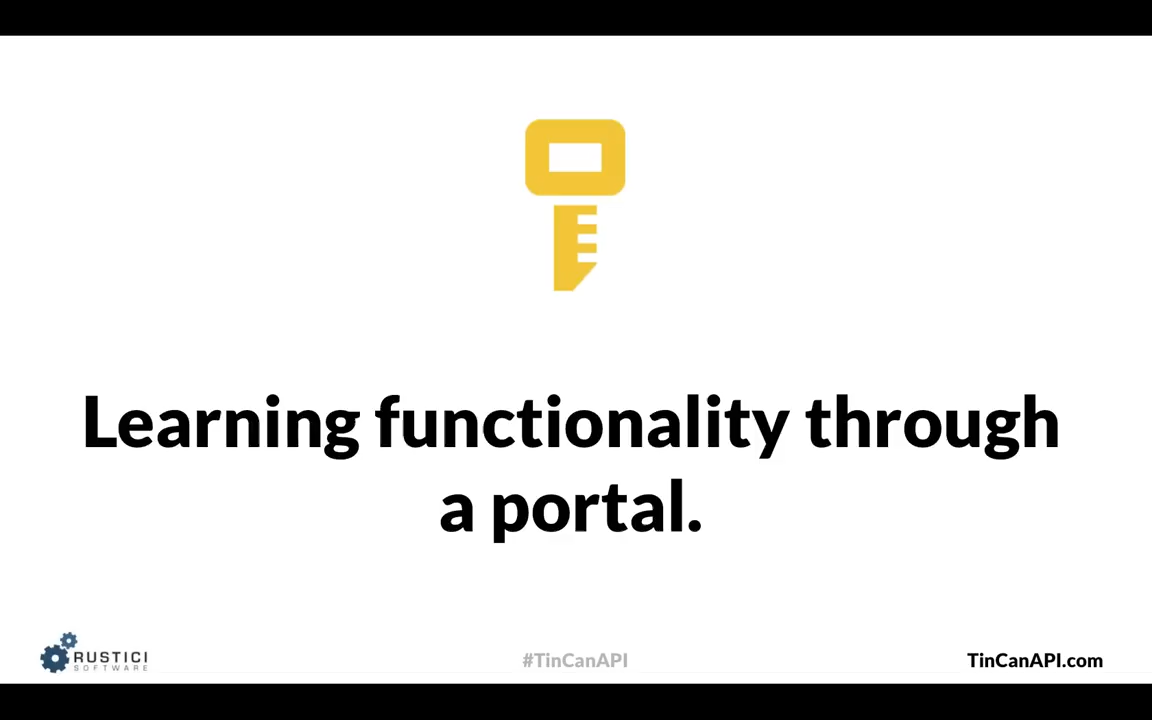 Learning functionality through
a portal.
RUSTICI
SOFTWARE
#TinCanAPI
TinCanAPI.com